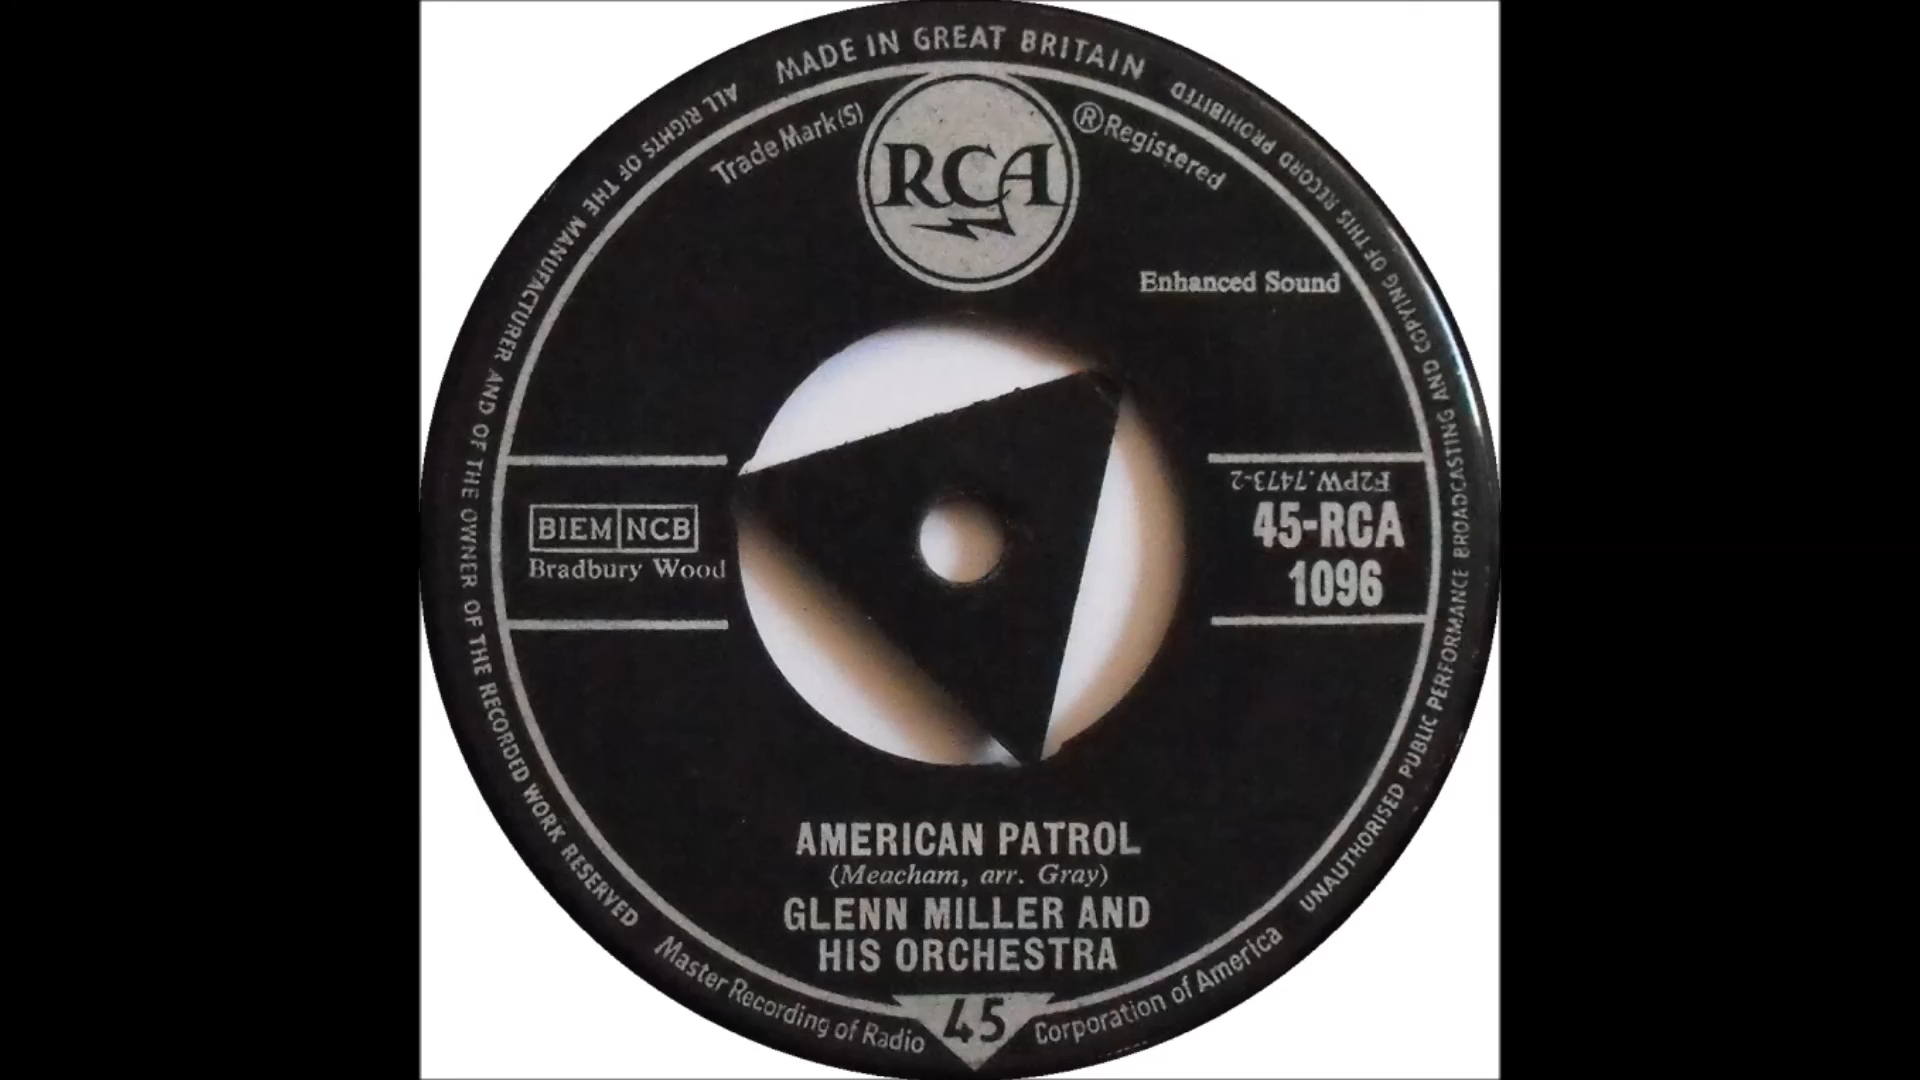 MADE IN GREAT BRITAIN
ALL RIGHTS OF THE MANUFACTURER AND OF THE OWNER OF THE RECORDED WORK RESERVED
UNAUTHORISED PUBLIC PERFORMANCE BROADCASTING AND COPYING OF THIS RECORD PROHIBITED
Trade Mark(S)
RCA
® Registered
Enhanced Sound
BIEM NCB
Bradbury Wood
F2PW.7473-2
45-RCA
1096
AMERICAN PATROL
(Meacham, arr. Gray)
GLENN MILLER AND
HIS ORCHESTRA
Master Recording of Radio Corporation of America
45